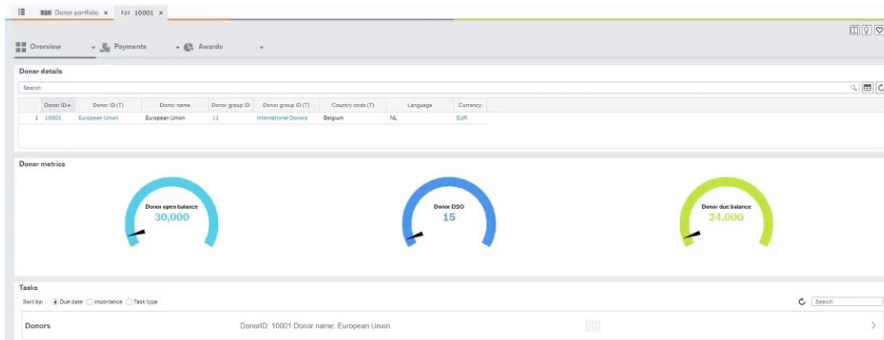 Donor portfolio × 10001 ×
Overview Payments Awards
Donor details
Search
Donor ID Donor ID (T) Donor name Donor group ID Donor group ID (T) Country code (T) Language Currency
1 10001 European Union European Union 11 International Donors Belgium NL EUR
Donor metrics
Donor open balance
30,000
Donor DSO
15
Donor due balance
24,000
Tasks
Sort by: Due date Importance Task type Search
Donors DonorID: 10001 Donor name: European Union